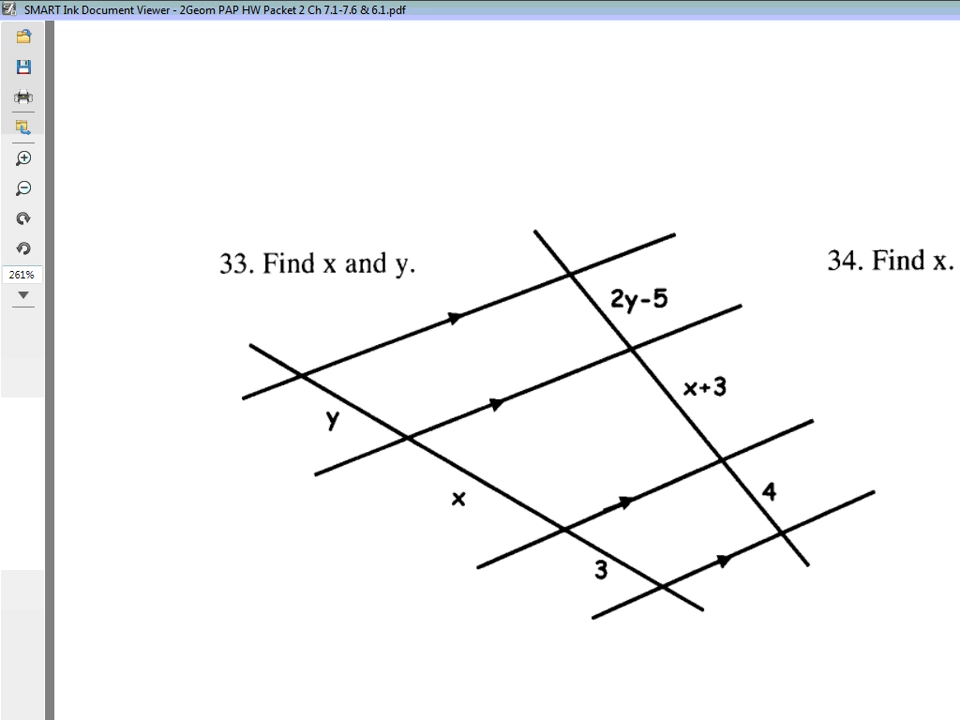 SMART Ink Document Viewer - 2Geom PAP HW Packet 2 Ch 7.1-7.6 & 6.1.pdf
33. Find x and y.
34. Find x.
2y-5
x+3
y
x
4
3
261%